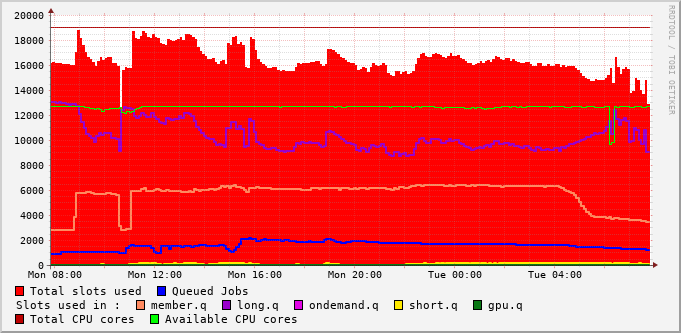 20000
18000
16000
14000
12000
10000
8000
6000
4000
2000
0
Mon 08:00 Mon 12:00 Mon 16:00 Mon 20:00 Tue 00:00 Tue 04:00
Total slots used Queued Jobs
Slots used in : member.q long.q ondemand.q short.q gpu.q
Total CPU cores Available CPU cores
RRDTOOL / TOBI OETIKER